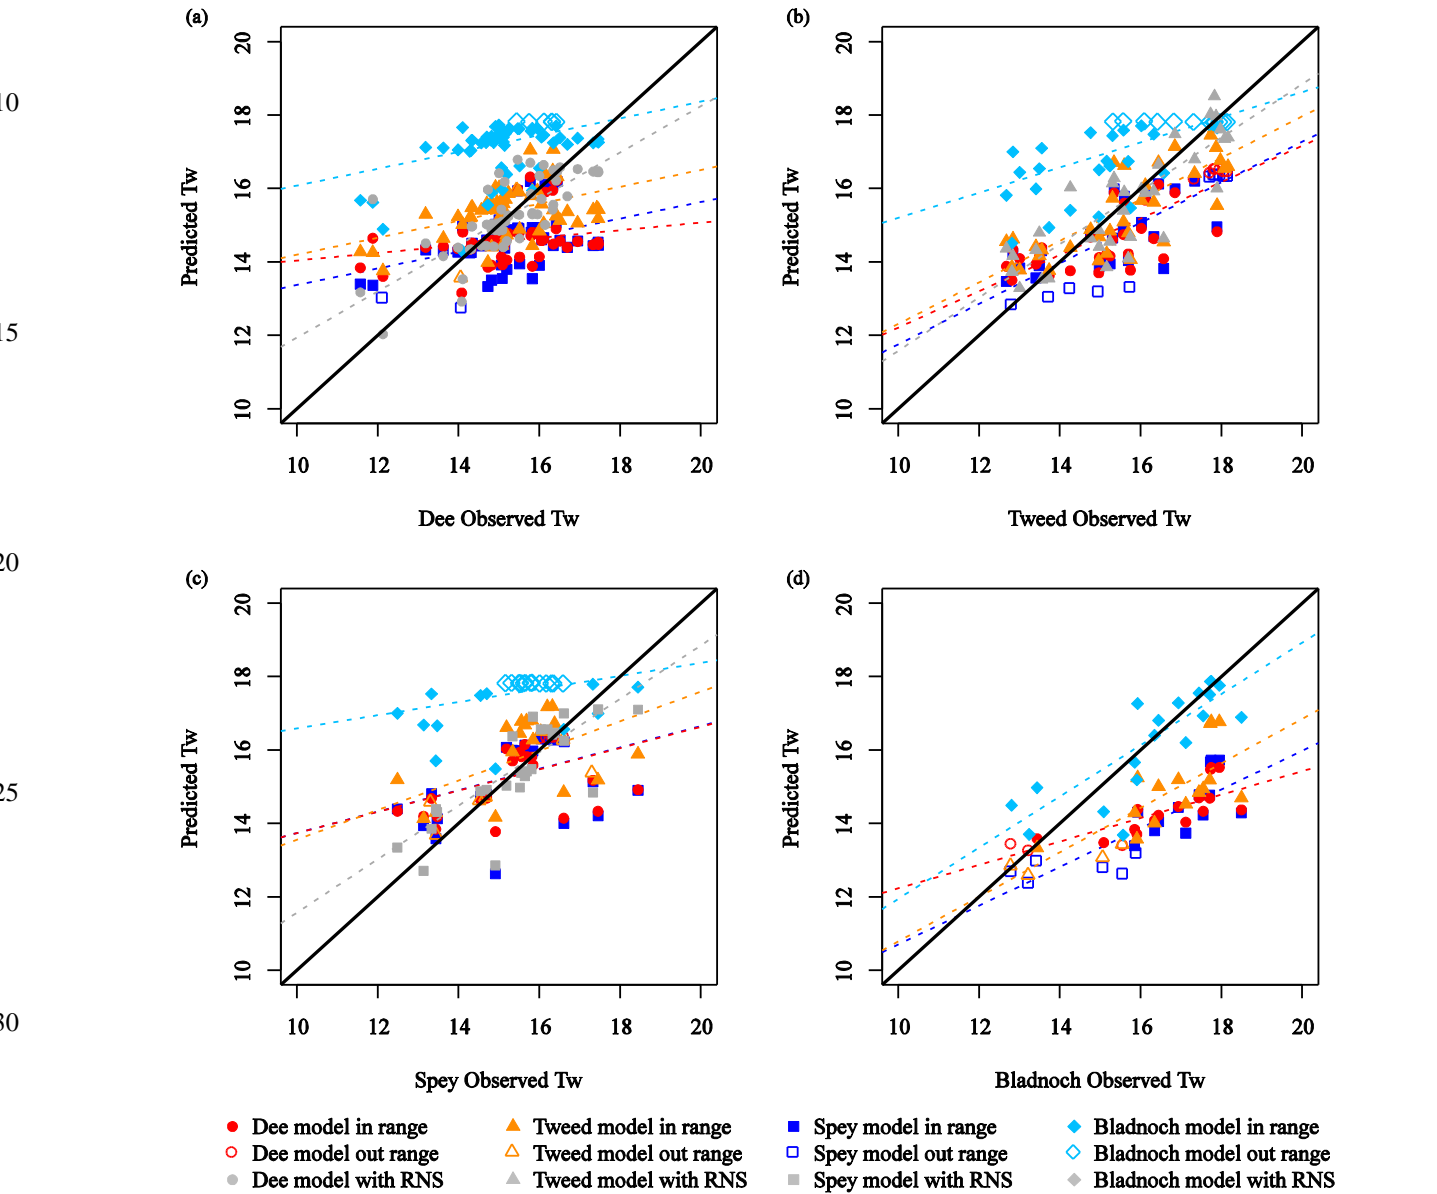 (a)
20
18
16
14
12
10
Predicted Tw
10 12 14 16 18 20
Dee Observed Tw
(b)
20
18
16
14
12
10
Predicted Tw
10 12 14 16 18 20
Tweed Observed Tw
(c)
20
18
16
14
12
10
Predicted Tw
10 12 14 16 18 20
Spey Observed Tw
(d)
20
18
16
14
12
10
Predicted Tw
10 12 14 16 18 20
Bladnoch Observed Tw
Dee model in range Tweed model in range Spey model in range Bladnoch model in range
Dee model out range Tweed model out range Spey model out range Bladnoch model out range
Dee model with RNS Tweed model with RNS Spey model with RNS Bladnoch model with RNS
10
15
20
25
30